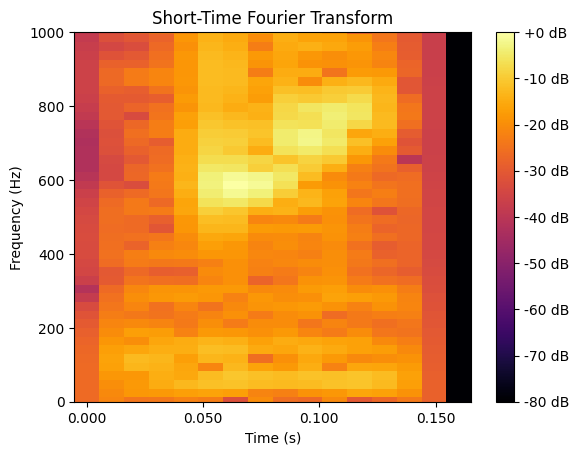 Short-Time Fourier Transform
1000
800
600
400
200
0
Frequency (Hz)
0.000
0.050
0.100
0.150
Time (s)
+0 dB
-10 dB
-20 dB
-30 dB
-40 dB
-50 dB
-60 dB
-70 dB
-80 dB